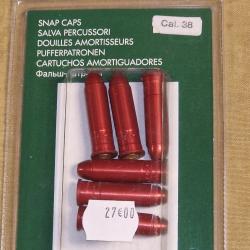 SNAP CAPS
Cal. 38
SALVA PERCUSSORI
DOUILLES AMORTISSEURS
PUFFERPATRONEN
CARTUCHOS AMORTIGUADORES
27€00